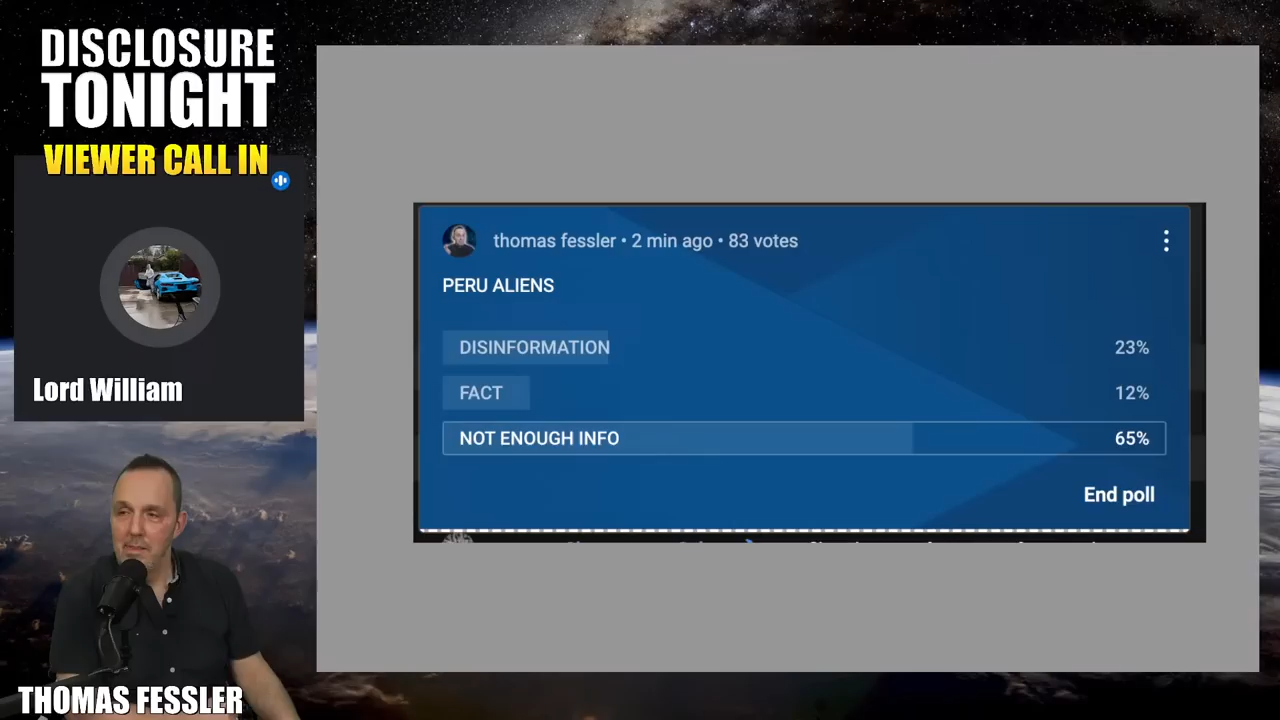 DISCLOSURE
TONIGHT
VIEWER CALL IN
Lord William
THOMAS FESSLER
thomas fessler • 2 min ago • 83 votes
PERU ALIENS
DISINFORMATION 23%
FACT 12%
NOT ENOUGH INFO 65%
End poll